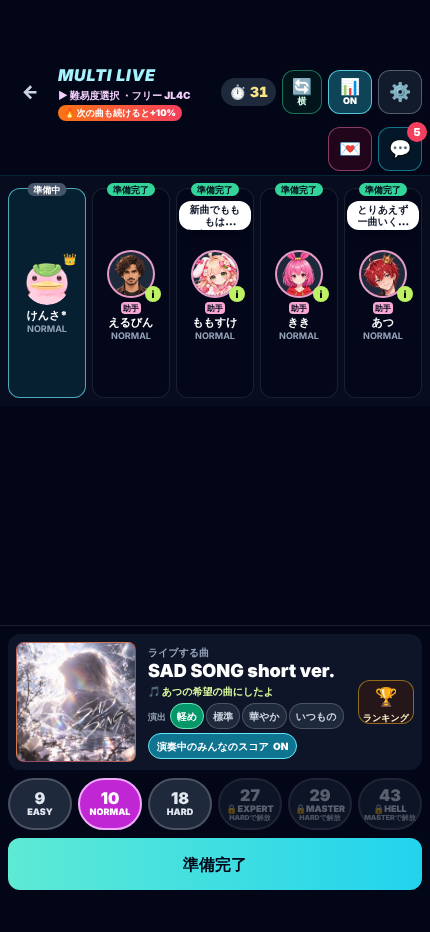 MULTI LIVE
▶ 難易度選択 ・フリー JL4C
🔥 次の曲も続けると+10%
⏱️ 31
横
ON
5
準備中
けんさ*
NORMAL
準備完了
助手
えるびん
NORMAL
準備完了
新曲でもも
もは...
助手
ももすけ
NORMAL
準備完了
助手
きき
NORMAL
準備完了
とりあえず
一曲いく...
助手
あつ
NORMAL
ライブする曲
SAD SONG short ver.
🎵あつの希望の曲にしたよ
演出 軽め 標準 華やか いつもの
演奏中のみんなのスコア ON
ランキング
SAD
SONG
9
EASY
10
NORMAL
18
HARD
27
🔒EXPERT
HARDで解放
29
🔒MASTER
HARDで解放
43
🔒HELL
MASTERで解放
準備完了